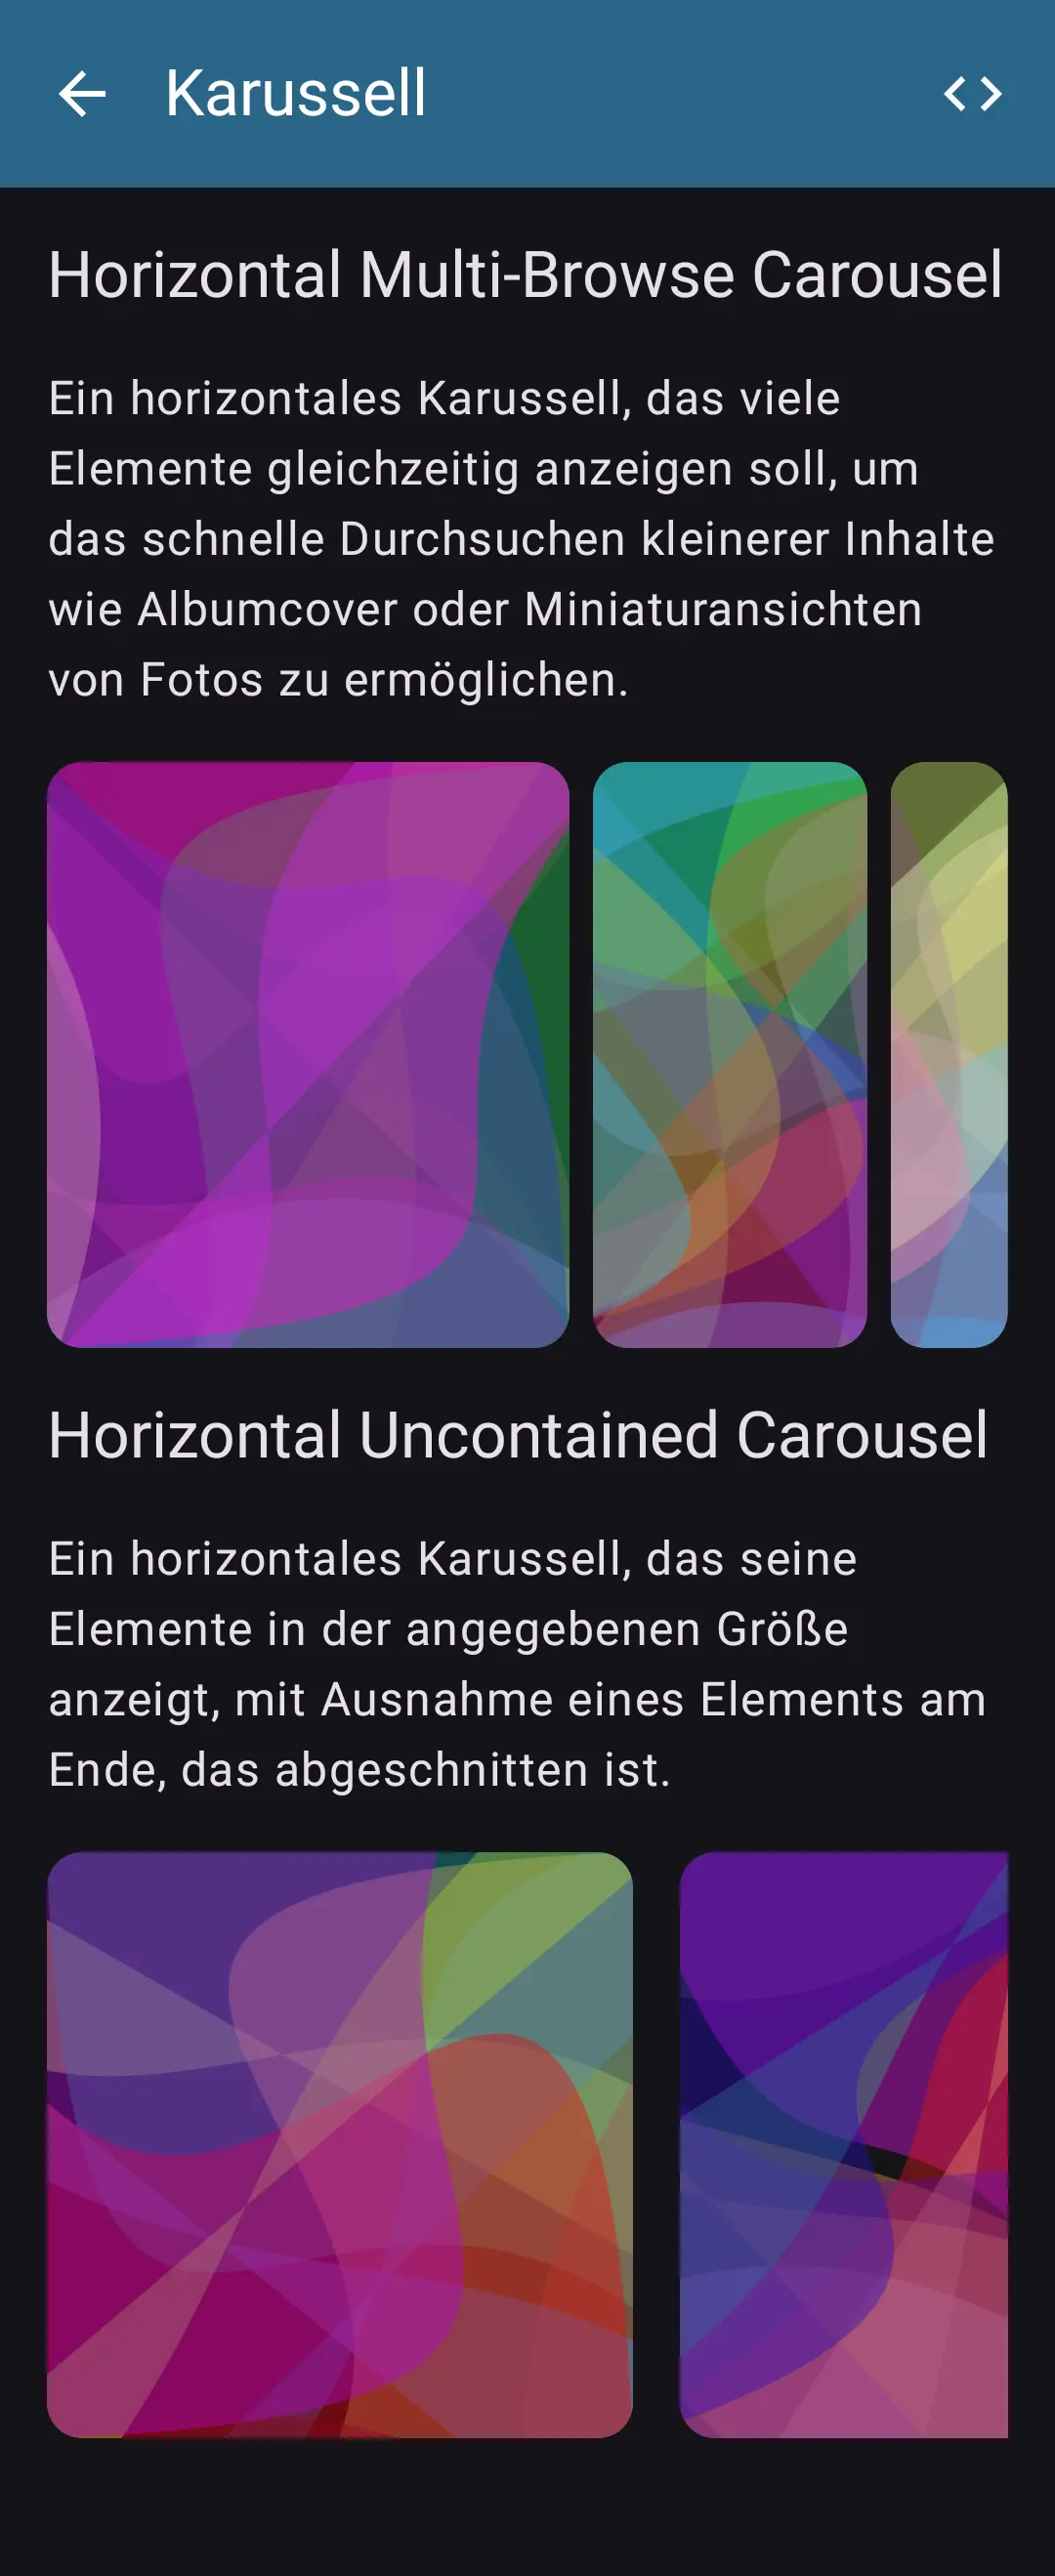 Karussell
Horizontal Multi-Browse Carousel
Ein horizontales Karussell, das viele
Elemente gleichzeitig anzeigen soll, um
das schnelle Durchsuchen kleinerer Inhalte
wie Albumcover oder Miniaturansichten
von Fotos zu ermöglichen.
Horizontal Uncontained Carousel
Ein horizontales Karussell, das seine
Elemente in der angegebenen Größe
anzeigt, mit Ausnahme eines Elements am
Ende, das abgeschnitten ist.